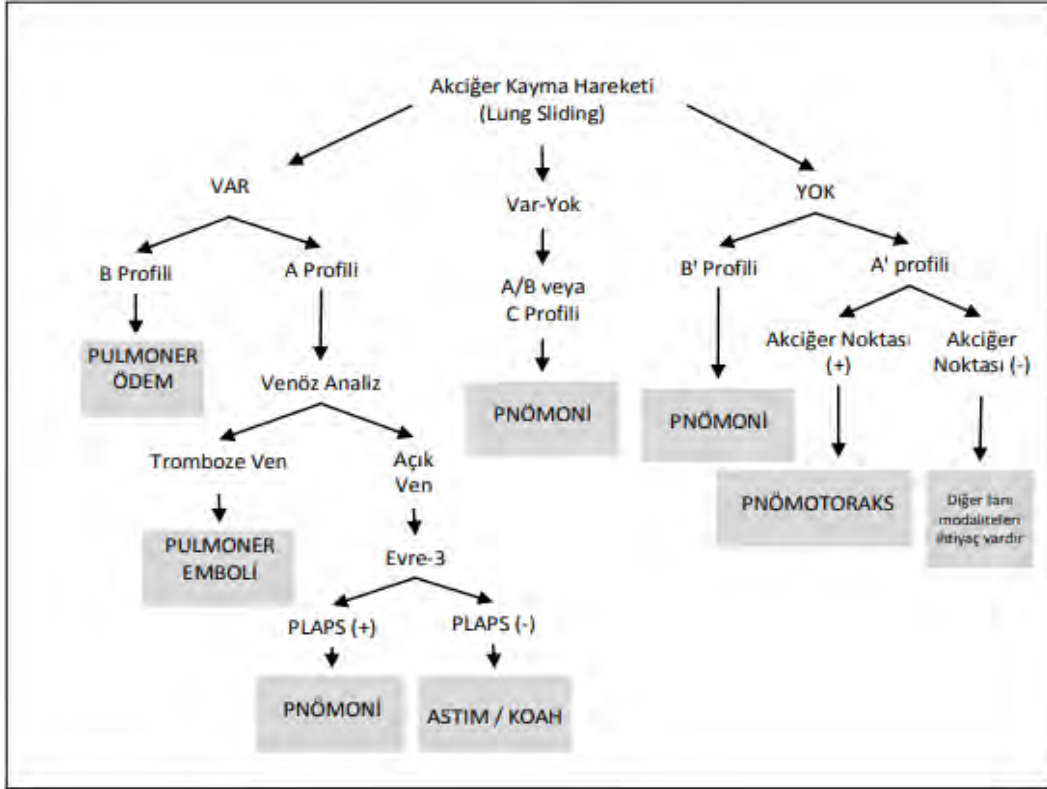 Akciğer Kayma Hareketi
(Lung Sliding)
VAR
Var-Yok
YOK
B Profili
A Profili
A/B veya
C Profili
B' Profili
A' profili
PULMONER
ÖDEM
Venöz Analiz
PNÖMONİ
PNÖMONİ
Akciğer Noktası
(+)
Akciğer
Noktası (-)
Tromboze Ven
Açık
Ven
PNÖMOTORAKS
Diğer tanı
modaliteleri
ihtiyaç vardır
PULMONER
EMBOLİ
Evre-3
PLAPS (+)
PLAPS (-)
PNÖMONİ
ASTIM / KOAH